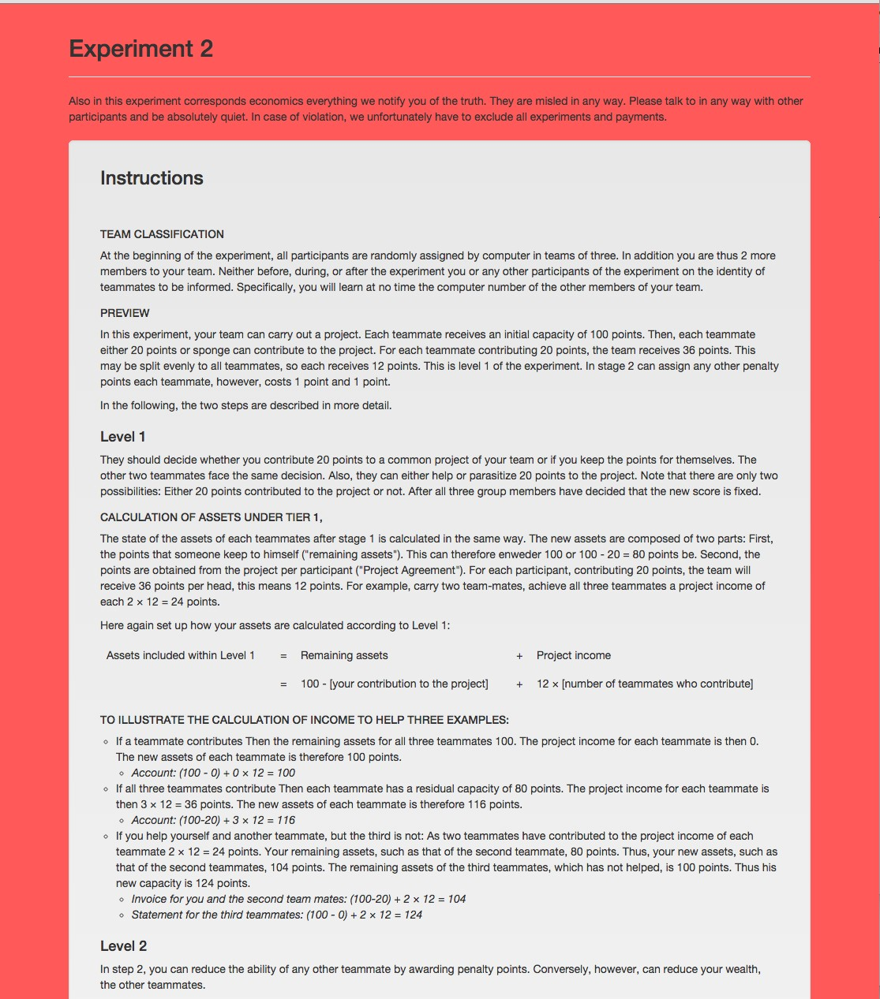 Experiment 2
Also in this experiment corresponds economics everything we notify you of the truth. They are misled in any way. Please talk to in any way with other
participants and be absolutely quiet. In case of violation, we unfortunately have to exclude all experiments and payments.
Instructions
TEAM CLASSIFICATION
At the beginning of the experiment, all participants are randomly assigned by computer in teams of three. In addition you are thus 2 more
members to your team. Neither before, during, or after the experiment you or any other participants of the experiment on the identity of
teammates to be informed. Specifically, you will learn at no time the computer number of the other members of your team.
PREVIEW
In this experiment, your team can carry out a project. Each teammate receives an initial capacity of 100 points. Then, each teammate
either 20 points or sponge can contribute to the project. For each teammate contributing 20 points, the team receives 36 points. This
may be split evenly to all teammates, so each receives 12 points. This is level 1 of the experiment. In stage 2 can assign any other penalty
points each teammate, however, costs 1 point and 1 point.
In the following, the two steps are described in more detail.
Level 1
They should decide whether you contribute 20 points to a common project of your team or if you keep the points for themselves. The
other two teammates face the same decision. Also, they can either help or parasitize 20 points to the project. Note that there are only two
possibilities: Either 20 points contributed to the project or not. After all three group members have decided that the new score is fixed.
CALCULATION OF ASSETS UNDER TIER 1,
The state of the assets of each teammates after stage 1 is calculated in the same way. The new assets are composed of two parts: First,
the points that someone keep to himself ("remaining assets"). This can therefore enweder 100 or 100 - 20 = 80 points be. Second, the
points are obtained from the project per participant ("Project Agreement"). For each participant, contributing 20 points, the team will
receive 36 points per head, this means 12 points. For example, carry two team-mates, achieve all three teammates a project income of
each 2 × 12 = 24 points.
Here again set up how your assets are calculated according to Level 1:
Assets included within Level 1 = Remaining assets + Project income
= 100 - [your contribution to the project] + 12 × [number of teammates who contribute]
TO ILLUSTRATE THE CALCULATION OF INCOME TO HELP THREE EXAMPLES:
If a teammate contributes Then the remaining assets for all three teammates 100. The project income for each teammate is then 0.
The new assets of each teammate is therefore 100 points.
Account: (100 - 0) + 0 × 12 = 100
If all three teammates contribute Then each teammate has a residual capacity of 80 points. The project income for each teammate is
then 3 × 12 = 36 points. The new assets of each teammate is therefore 116 points.
Account: (100-20) + 3 × 12 = 116
If you help yourself and another teammate, but the third is not: As two teammates have contributed to the project income of each
teammate 2 × 12 = 24 points. Your remaining assets, such as that of the second teammate, 80 points. Thus, your new assets, such as
that of the second teammates, 104 points. The remaining assets of the third teammates, which has not helped, is 100 points. Thus his
new capacity is 124 points.
Invoice for you and the second team mates: (100-20) + 2 × 12 = 104
Statement for the third teammates: (100 - 0) + 2 × 12 = 124
Level 2
In step 2, you can reduce the ability of any other teammate by awarding penalty points. Conversely, however, can reduce your wealth,
the other teammates.